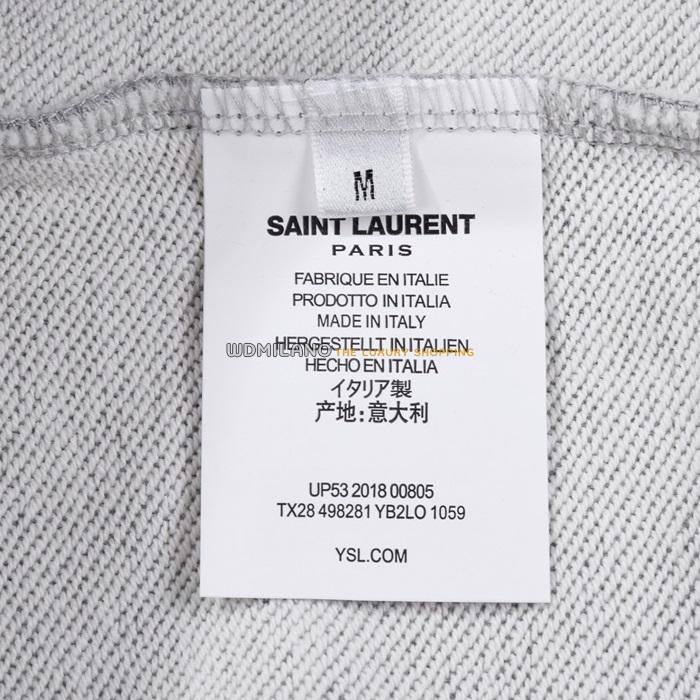 M
SAINT LAURENT
PARIS
FABRIQUE EN ITALIE
PRODOTTO IN ITALIA
MADE IN ITALY
HERGESTELLT IN ITALIEN
WDMILANO THE LUXURY SHOPPING
HECHO EN ITALIA
イタリア製
产地:意大利
UP53 2018 00805
TX28 498281 YB2LO 1059
YSL.COM